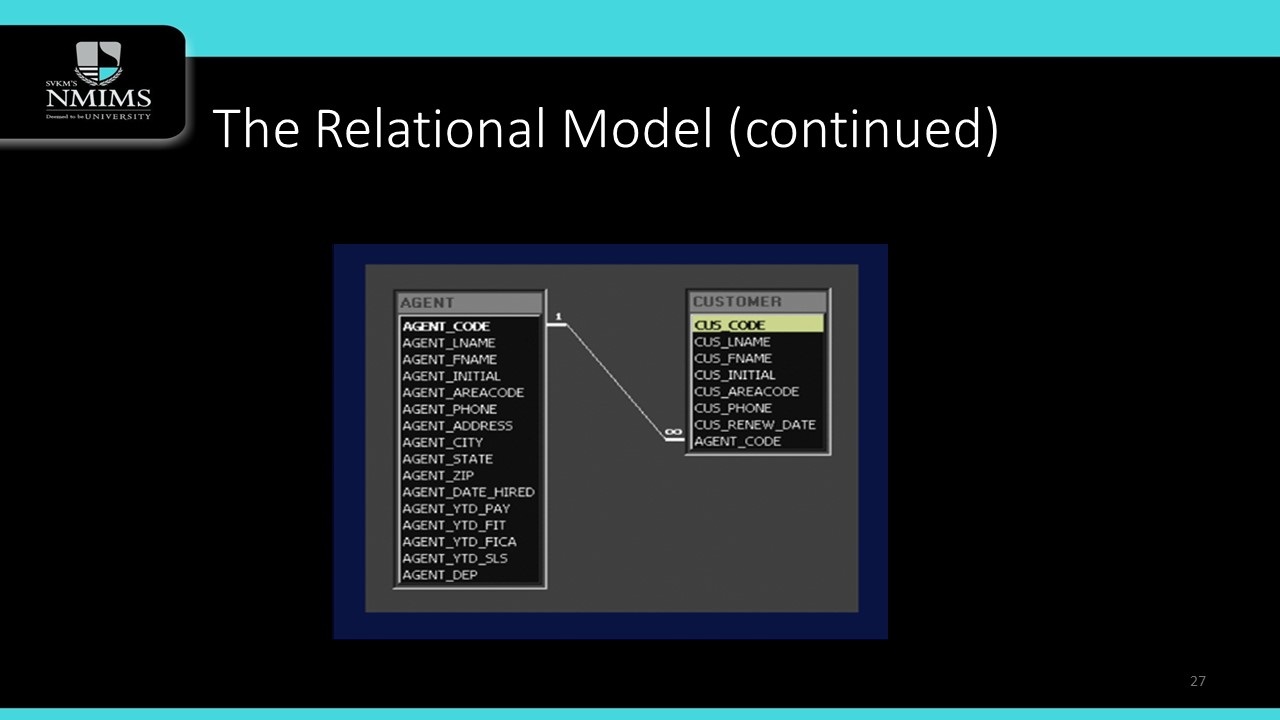 SVKM'S
NMIMS
Deemed to be UNIVERSITY
The Relational Model (continued)
AGENT
AGENT_CODE
AGENT_LNAME
AGENT_FNAME
AGENT_INITIAL
AGENT_AREACODE
AGENT_PHONE
AGENT_ADDRESS
AGENT_CITY
AGENT_STATE
AGENT_ZIP
AGENT_DATE_HIRED
AGENT_YTD_PAY
AGENT_YTD_FIT
AGENT_YTD_FICA
AGENT_YTD_SLS
AGENT_DEP
1
∞
CUSTOMER
CUS_CODE
CUS_LNAME
CUS_FNAME
CUS_INITIAL
CUS_AREACODE
CUS_PHONE
CUS_RENEW_DATE
AGENT_CODE
27